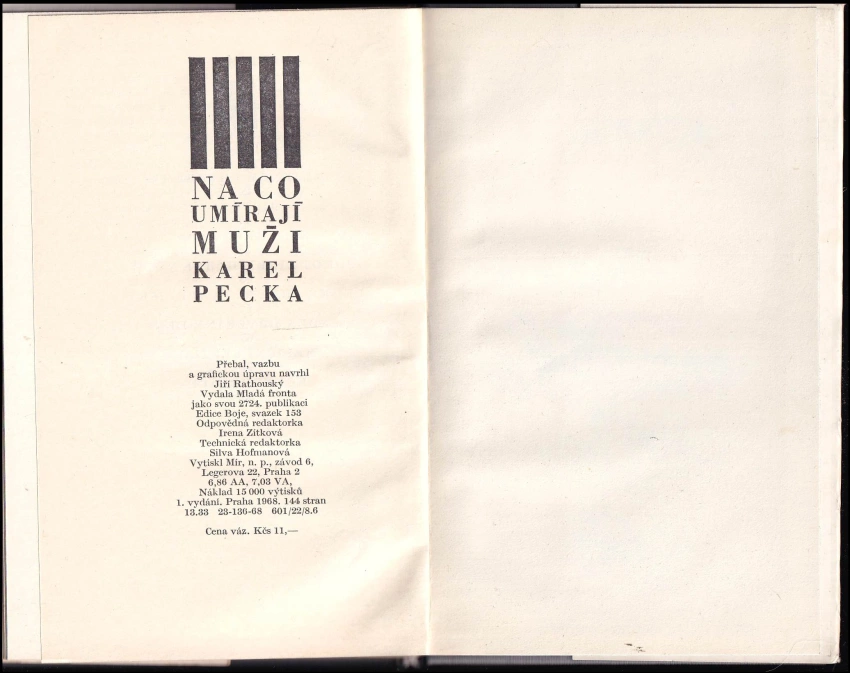 NA CO
UMÍRAJÍ
MUŽI
KAREL
PECKA
Přebal, vazbu
a grafickou úpravu navrhl
Jiří Rathouský
Vydala Mladá fronta
jako svou 2724. publikaci
Edice Boje, svazek 153
Odpovědná redaktorka
Irena Zítková
Technická redaktorka
Silva Hofmanová
Vytiskl Mír, n. p., závod 6,
Legerova 22, Praha 2
6,86 AA, 7,03 VA,
Náklad 15 000 výtisků
1. vydání. Praha 1968. 144 stran
13.33 23-136-68 601/22/8.6
Cena váz. Kčs 11,—